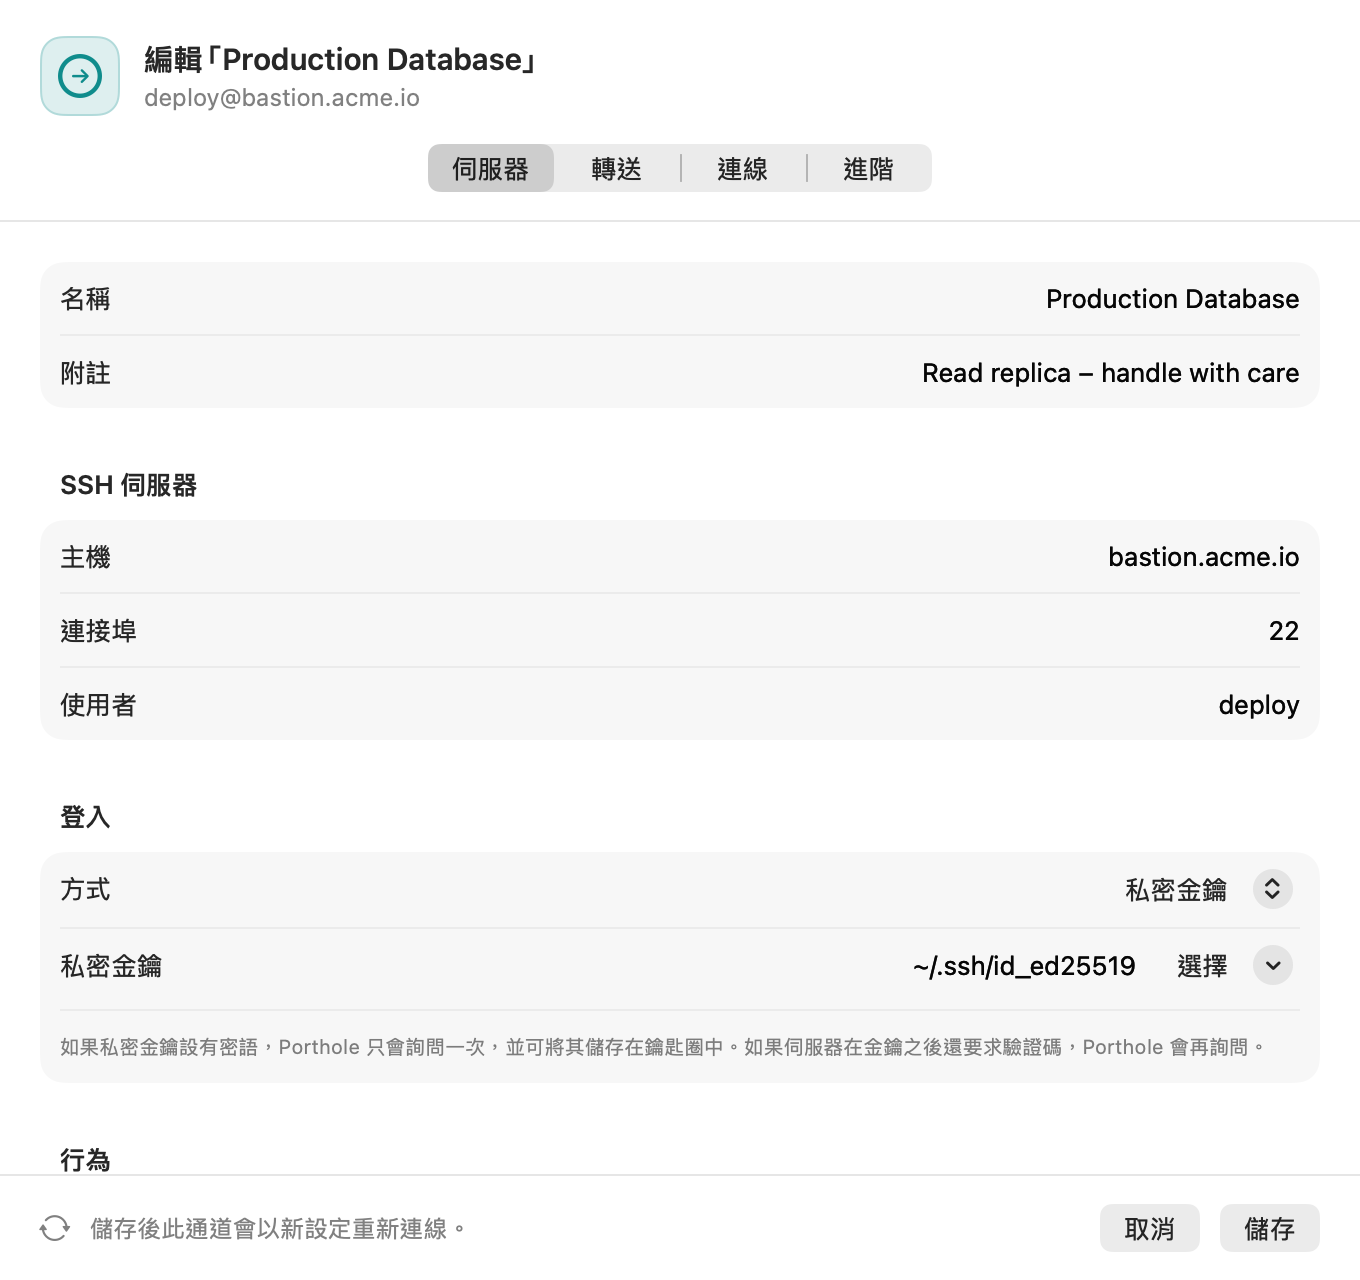 編輯「Production Database」
deploy@bastion.acme.io
伺服器
轉送
連線
進階
名稱
Production Database
附註
Read replica – handle with care
SSH 伺服器
主機
bastion.acme.io
連接埠
22
使用者
deploy
登入
方式
私密金鑰
私密金鑰
~/.ssh/id_ed25519
選擇
如果私密金鑰設有密語，Porthole 只會詢問一次，並可將其儲存在鑰匙圈中。如果伺服器在金鑰之後還要求驗證碼，Porthole 會再詢問。
行為
儲存後此通道會以新設定重新連線。
取消
儲存